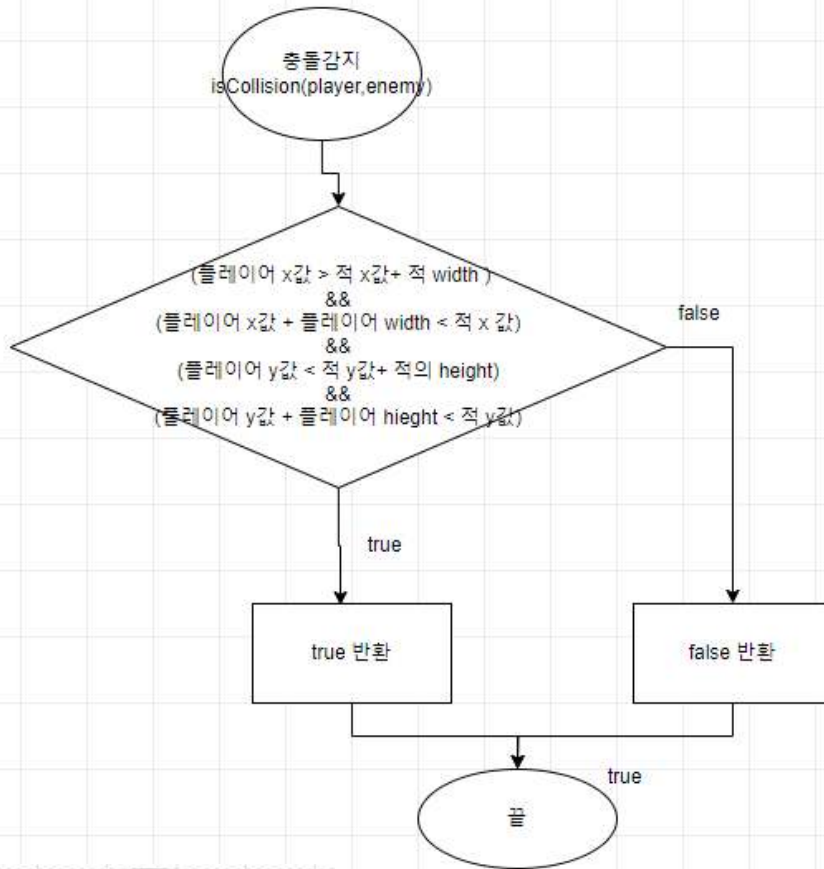 충돌감지
isCollision(player,enemy)
(플레이어 x값 > 적 x값+ 적 width )
&&
(플레이어 x값 + 플레이어 width < 적 x 값)
&&
(플레이어 y값 < 적 y값+ 적의 height)
&&
(플레이어 y값 + 플레이어 hieght < 적 y값)
false
true
true 반환
false 반환
true
끝